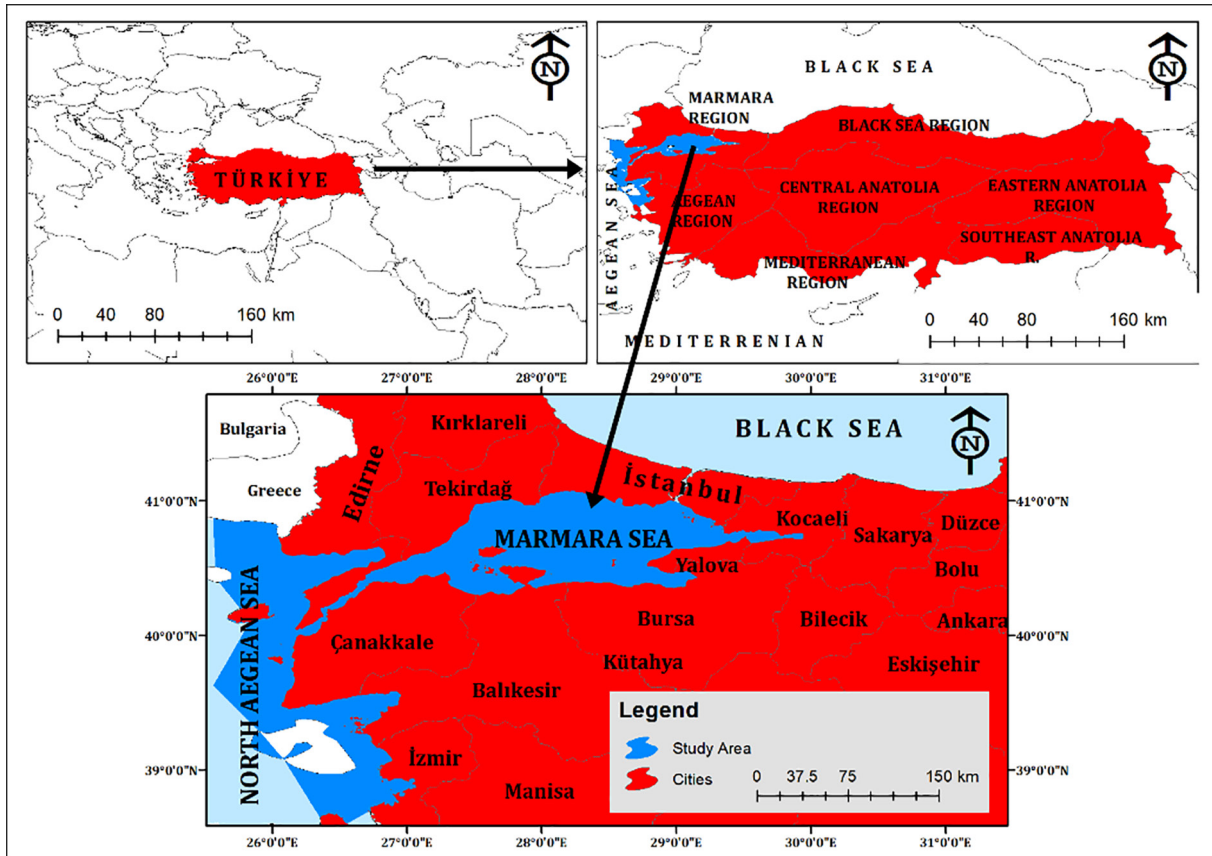 N
TÜRKİYE
0 40 80 160 km
N
BLACK SEA
MARMARA
REGION
BLACK SEA REGION
AEGEAN SEA
AEGEAN
REGION
CENTRAL ANATOLIA
REGION
EASTERN ANATOLIA
REGION
SOUTHEAST ANATOLIA
R.
MEDITERRANEAN
REGION
MEDITERRENIAN
0 40 80 160 km
26°0'0"E 27°0'0"E 28°0'0"E 29°0'0"E 30°0'0"E 31°0'0"E
N
Bulgaria
Kırklareli
BLACK SEA
Greece
Edirne
Tekirdağ
İstanbul
41°0'0"N 41°0'0"N
Kocaeli
Sakarya
Düzce
MARMARA SEA
Yalova
Bolu
NORTH AEGEAN SEA
Bursa
Bilecik
Ankara
40°0'0"N 40°0'0"N
Çanakkale
Kütahya
Eskişehir
Balıkesir
İzmir
Manisa
39°0'0"N 39°0'0"N
Legend
Study Area
Cities
0 37.5 75 150 km
26°0'0"E 27°0'0"E 28°0'0"E 29°0'0"E 30°0'0"E 31°0'0"E